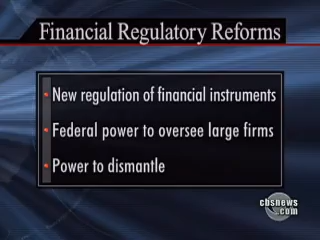 Financial Regulatory Reforms
• New regulation of financial instruments
• Federal power to oversee large firms
• Power to dismantle
cbsnews
.com